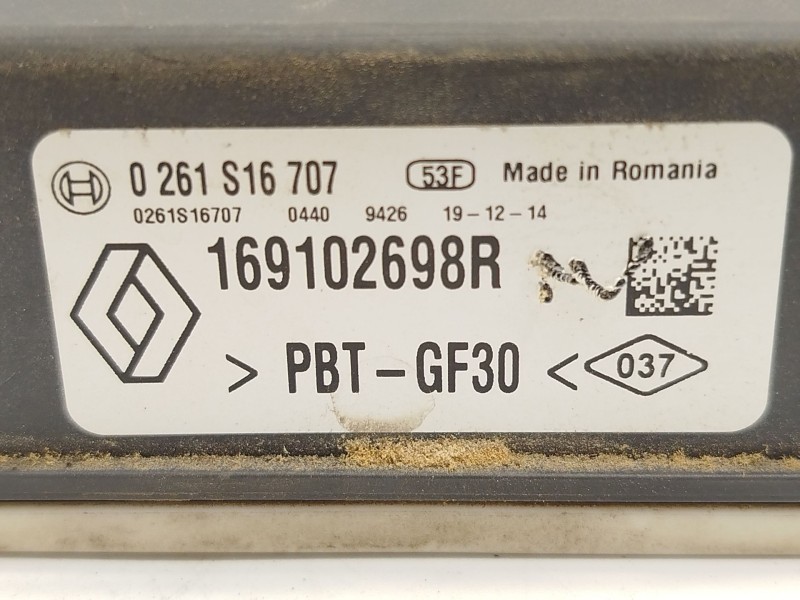 0 261 S16 707 53F Made in Romania
0261S16707 0440 9426 19-12-14
169102698R
> PBT-GF30 < 037